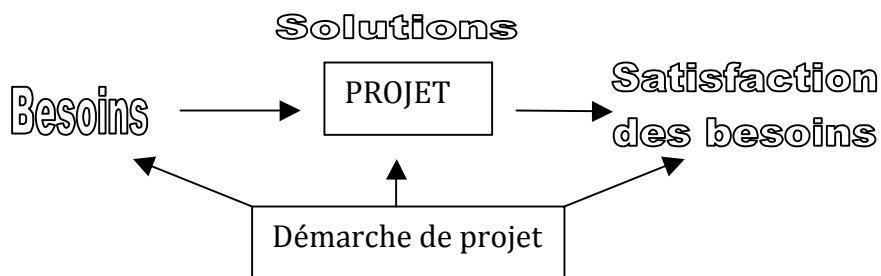 Solutions
Besoins
PROJET
Satisfaction
des besoins
Démarche de projet